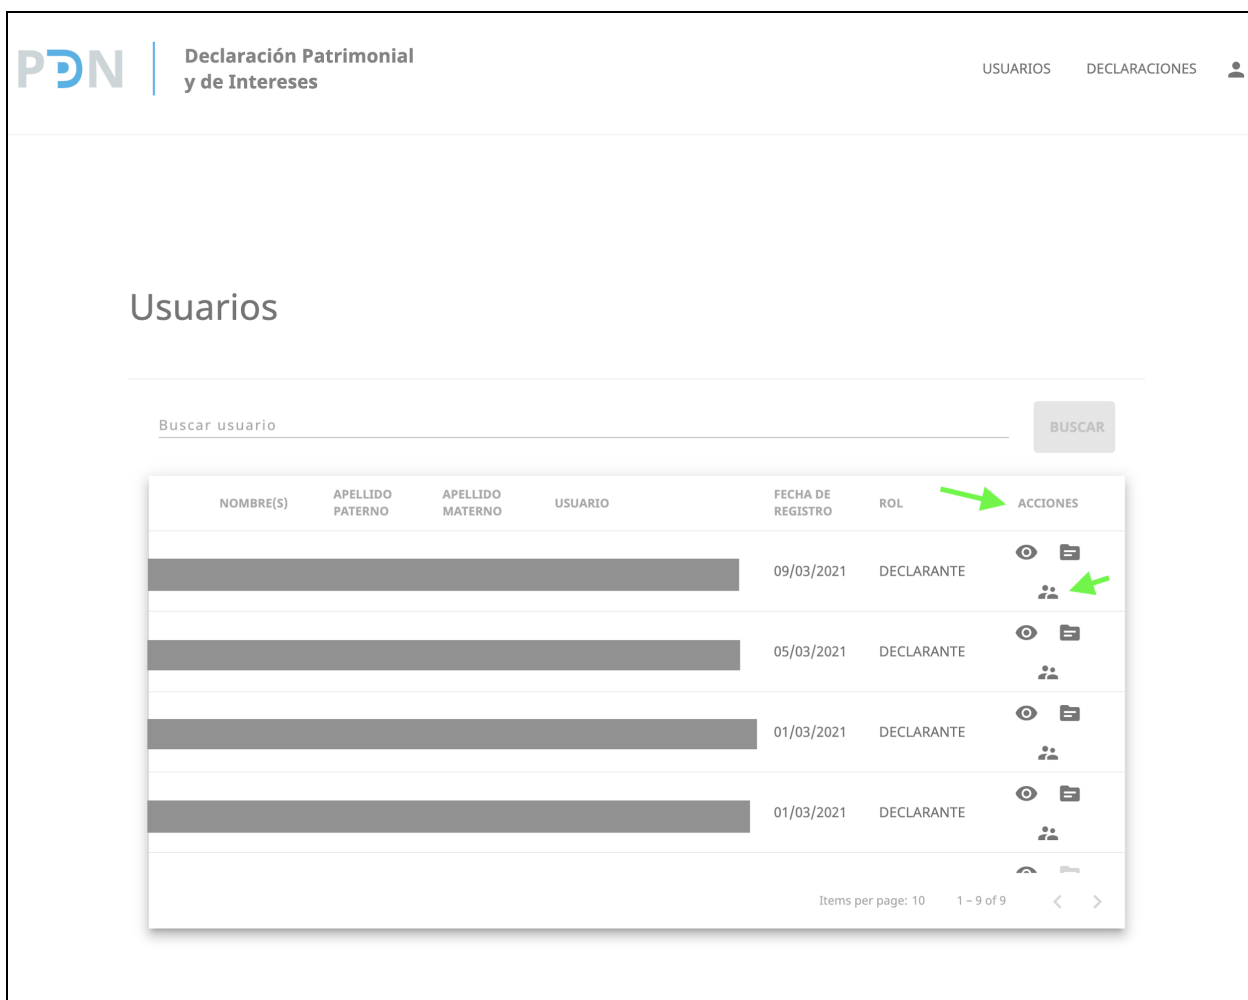 PDN
Declaración Patrimonial
y de Intereses
USUARIOS DECLARACIONES
Usuarios
Buscar usuario
BUSCAR
NOMBRE(S) APELLIDO PATERNO APELLIDO MATERNO USUARIO FECHA DE REGISTRO ROL ACCIONES
09/03/2021 DECLARANTE
05/03/2021 DECLARANTE
01/03/2021 DECLARANTE
01/03/2021 DECLARANTE
Items per page: 10 1 – 9 of 9